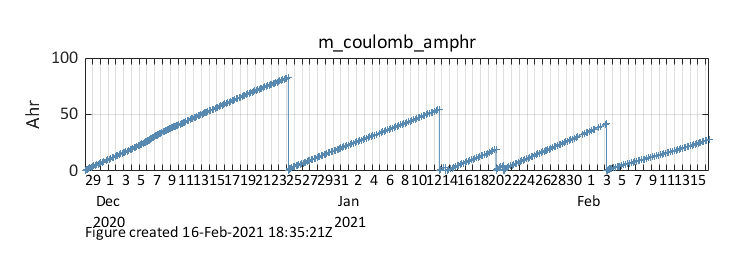 m_coulomb_amphr
100
50
0
Ahr
29 1 3 5 7 9 11 13 15 17 19 21 23 25 27 29 31 2 4 6 8 10 12 14 16 18 20 22 24 26 28 30 1 3 5 7 9 11 13 15
Dec Jan Feb
2020 2021
Figure created 16-Feb-2021 18:35:21Z